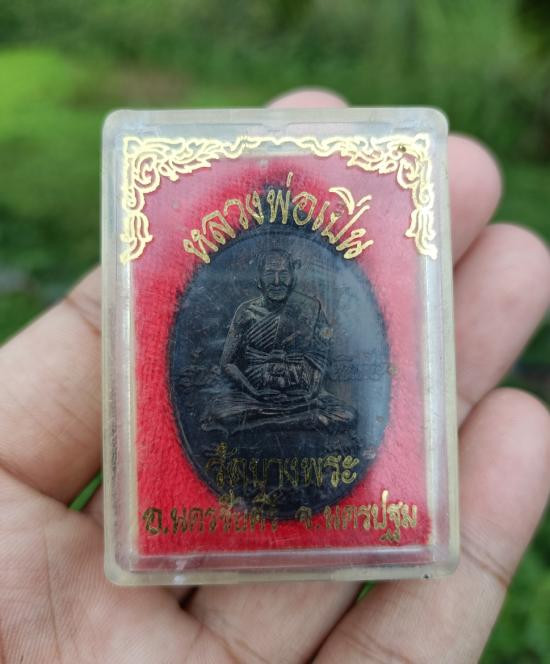 หลวงพ่อเปิ่น
วัดบางพระ
อ.นครชัยศรี จ.นครปฐม